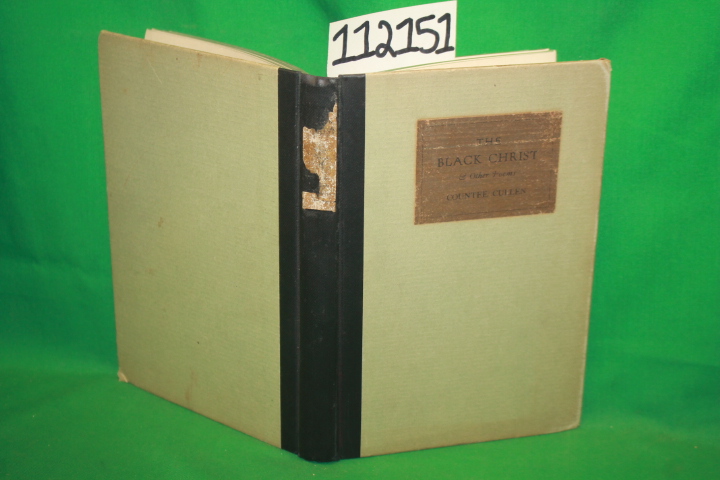 112151
THE
BLACK CHRIST
& Other Poems
COUNTEE CULLEN